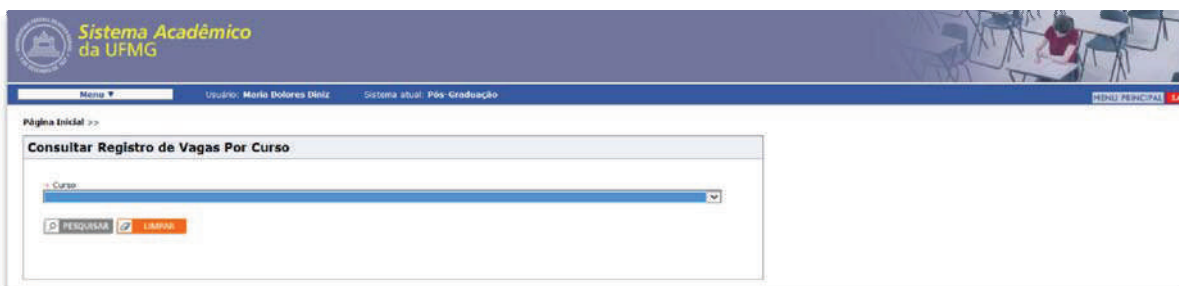 Sistema Acadêmico
da UFMG
Menu ▼ Usuário: Maria Dolores Diniz Sistema atual: Pós-Graduação MENU PRINCIPAL
Página Inicial >>
Consultar Registro de Vagas Por Curso
+ Curso
PESQUISAR LIMPAR